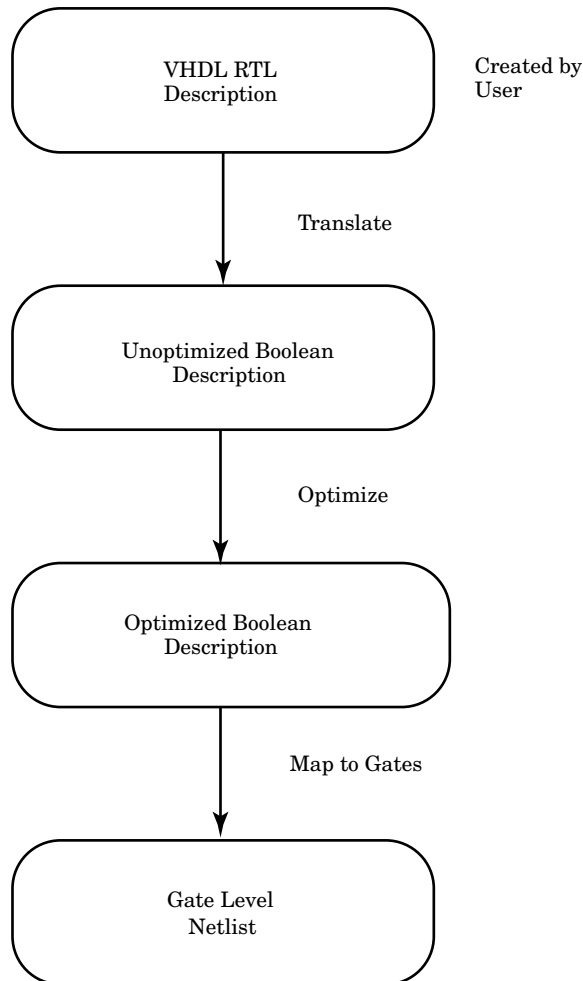 VHDL RTL
Description
Created by
User
Translate
Unoptimized Boolean
Description
Optimize
Optimized Boolean
Description
Map to Gates
Gate Level
Netlist